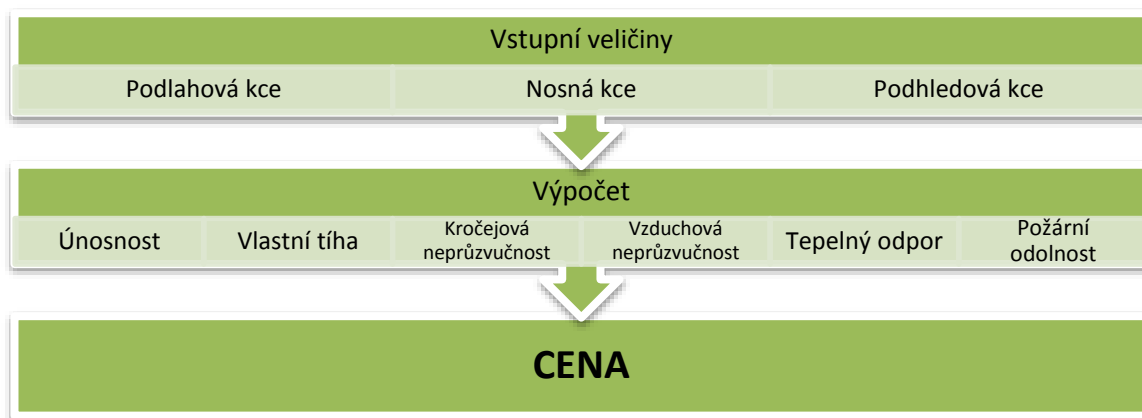 Vstupní veličiny
Podlahová kce
Nosná kce
Podhledová kce
Výpočet
Únosnost
Vlastní tíha
Kročejová
neprůzvučnost
Vzduchová
neprůzvučnost
Tepelný odpor
Požární
odolnost
CENA